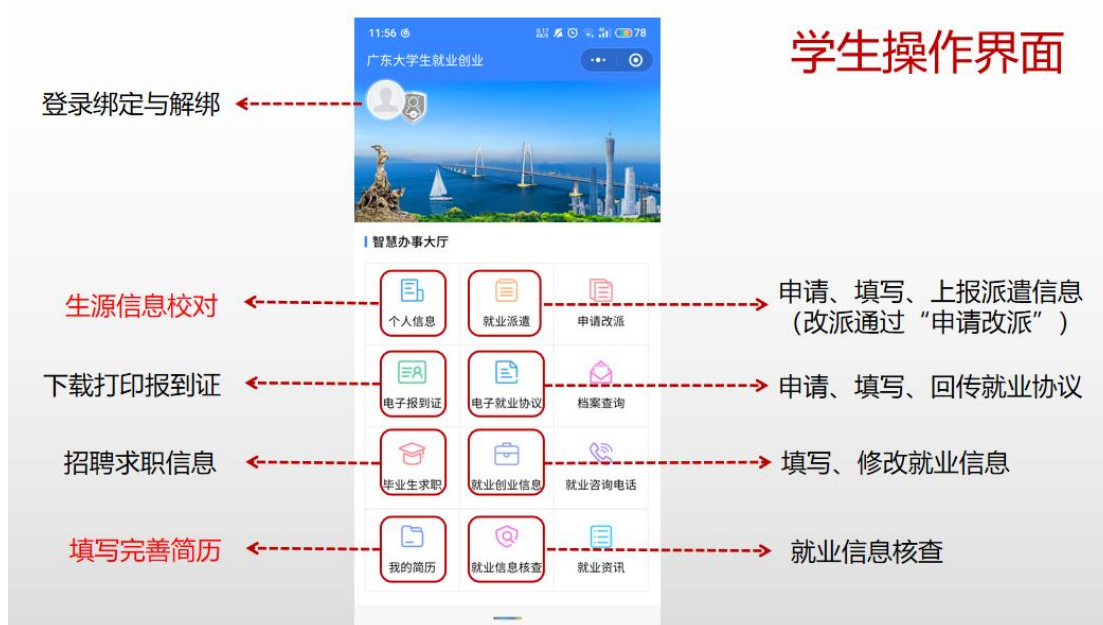 学生操作界面
11:56
78
广东大学生就业创业
登录绑定与解绑
智慧办事大厅
生源信息校对
个人信息
就业派遣
申请改派
申请、填写、上报派遣信息
（改派通过“申请改派”）
下载打印报到证
电子报到证
电子就业协议
档案查询
申请、填写、回传就业协议
招聘求职信息
毕业生求职
就业创业信息
就业咨询电话
填写、修改就业信息
填写完善简历
我的简历
就业信息核查
就业资讯
就业信息核查